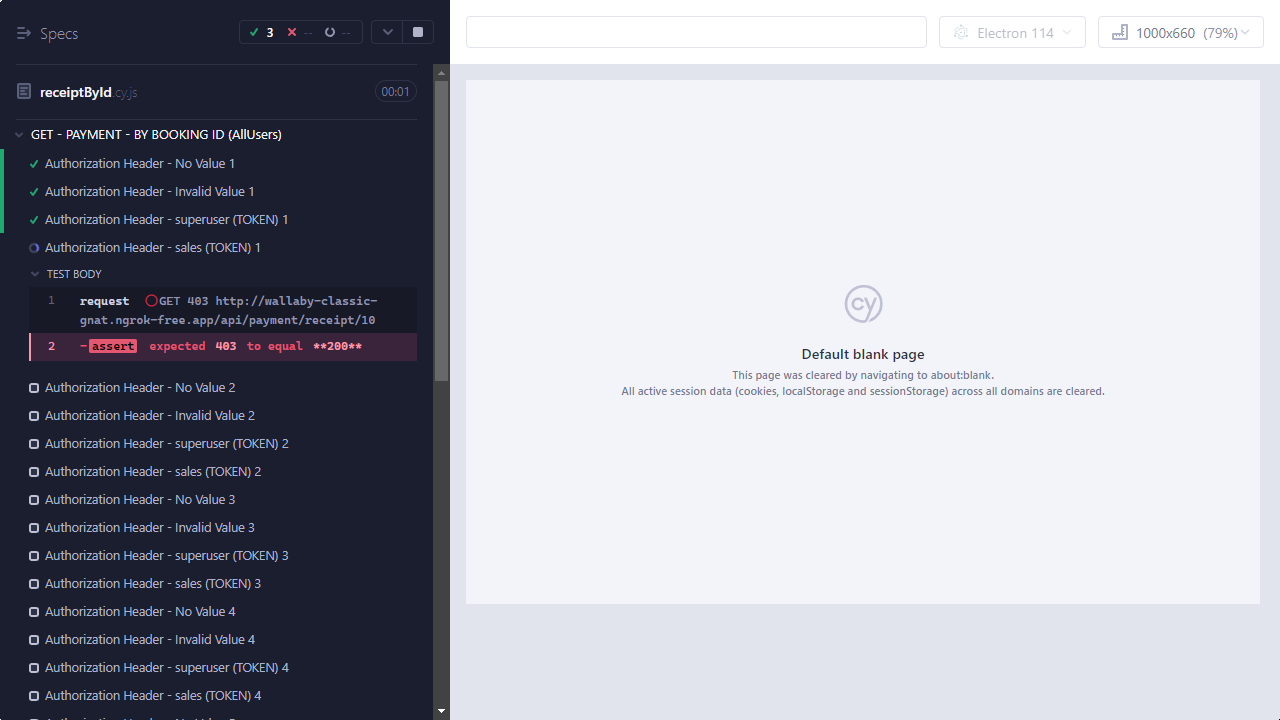 Specs
3
--
--
Electron 114
1000x660 (79%)
receiptById.cy.js
00:01
GET - PAYMENT - BY BOOKING ID (AllUsers)
Authorization Header - No Value 1
Authorization Header - Invalid Value 1
Authorization Header - superuser (TOKEN) 1
Authorization Header - sales (TOKEN) 1
TEST BODY
1 request GET 403 http://wallaby-classic-
gnat.ngrok-free.app/api/payment/receipt/10
2 -assert expected 403 to equal **200**
Authorization Header - No Value 2
Authorization Header - Invalid Value 2
Authorization Header - superuser (TOKEN) 2
Authorization Header - sales (TOKEN) 2
Authorization Header - No Value 3
Authorization Header - Invalid Value 3
Authorization Header - superuser (TOKEN) 3
Authorization Header - sales (TOKEN) 3
Authorization Header - No Value 4
Authorization Header - Invalid Value 4
Authorization Header - superuser (TOKEN) 4
Authorization Header - sales (TOKEN) 4
cy
Default blank page
This page was cleared by navigating to about:blank.
All active session data (cookies, localStorage and sessionStorage) across all domains are cleared.